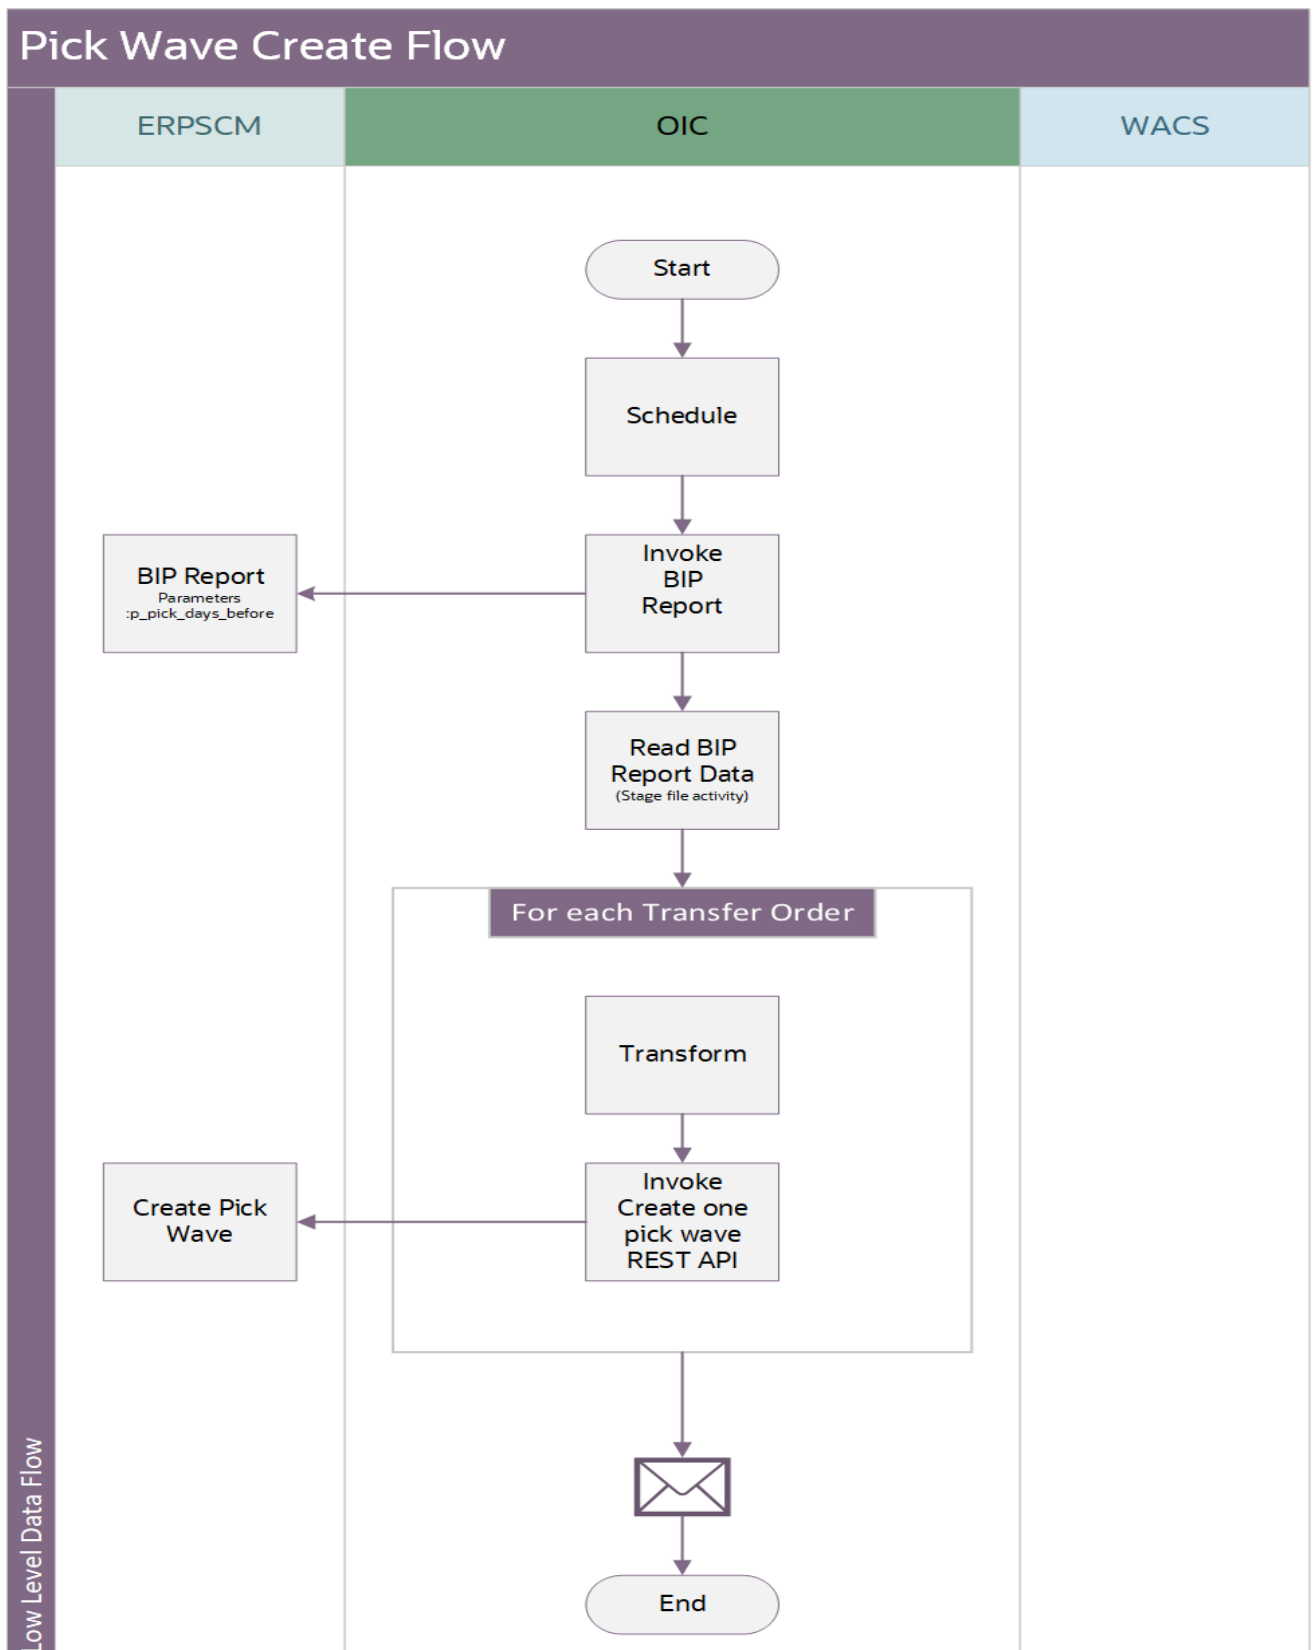 Pick Wave Create Flow
ERPSCM
OIC
WACS
Start
Schedule
Invoke
BIP
Report
BIP Report
Parameters
:p_pick_days_before
Read BIP
Report Data
(Stage file activity)
For each Transfer Order
Transform
Invoke
Create one
pick wave
REST API
Create Pick
Wave
End
Low Level Data Flow